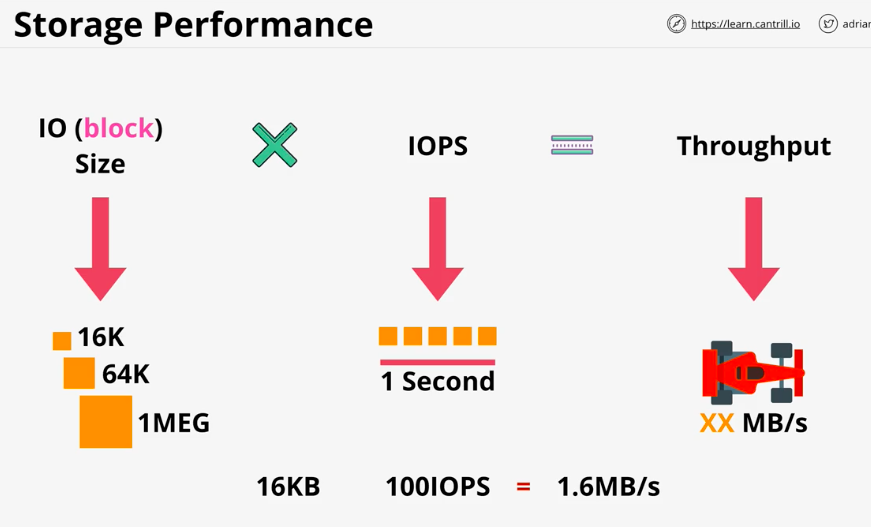 Storage Performance
https://learn.cantrill.io
IO (block)
Size
IOPS
Throughput
16K
64K
1MEG
1 Second
XX MB/s
16KB 100IOPS = 1.6MB/s